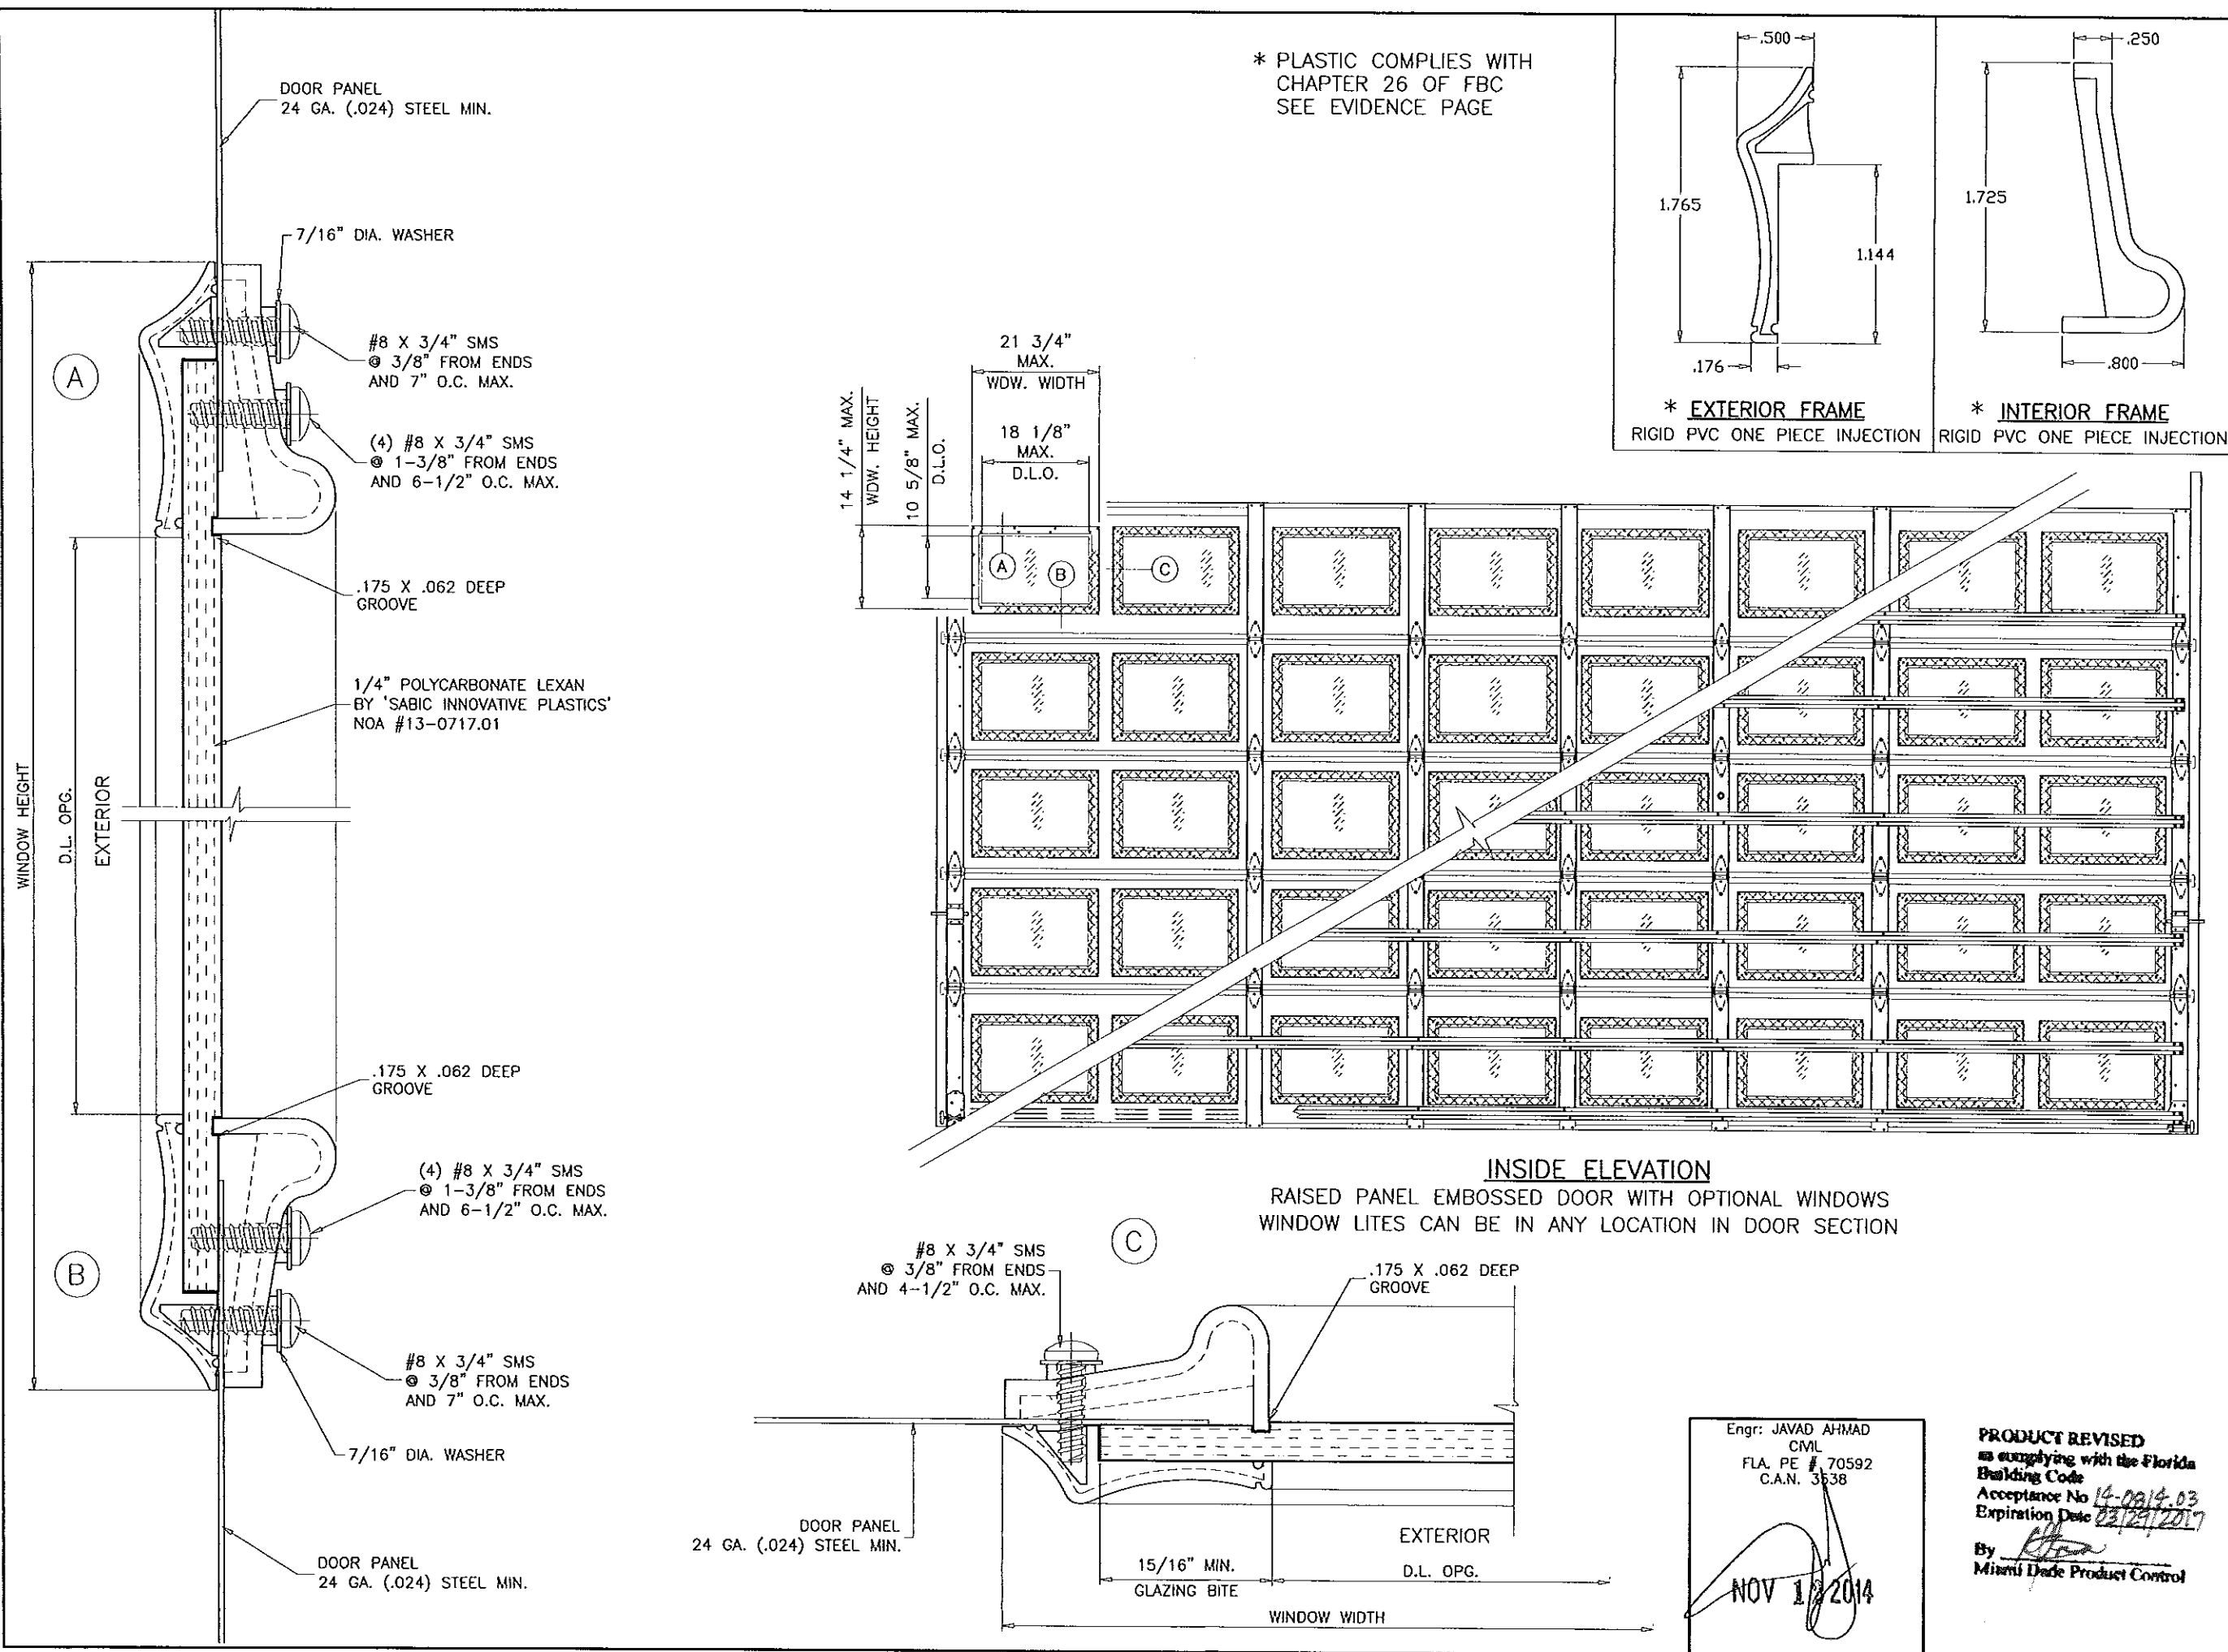 DOOR PANEL
24 GA. (.024) STEEL MIN.
7/16" DIA. WASHER
#8 X 3/4" SMS
@ 3/8" FROM ENDS
AND 7" O.C. MAX.
A
(4) #8 X 3/4" SMS
@ 1-3/8" FROM ENDS
AND 6-1/2" O.C. MAX.
.175 X .062 DEEP
GROOVE
1/4" POLYCARBONATE LEXAN
BY 'SABIC INNOVATIVE PLASTICS'
NOA #13-0717.01
WINDOW HEIGHT
D.L. OPG.
EXTERIOR
.175 X .062 DEEP
GROOVE
(4) #8 X 3/4" SMS
@ 1-3/8" FROM ENDS
AND 6-1/2" O.C. MAX.
B
#8 X 3/4" SMS
@ 3/8" FROM ENDS
AND 7" O.C. MAX.
7/16" DIA. WASHER
DOOR PANEL
24 GA. (.024) STEEL MIN.
* PLASTIC COMPLIES WITH
CHAPTER 26 OF FBC
SEE EVIDENCE PAGE
.500
1.765
1.144
.176
* EXTERIOR FRAME
RIGID PVC ONE PIECE INJECTION
.250
1.725
.800
* INTERIOR FRAME
RIGID PVC ONE PIECE INJECTION
21 3/4"
MAX.
WDW. WIDTH
18 1/8"
MAX.
D.L.O.
14 1/4" MAX.
WDW. HEIGHT
10 5/8" MAX.
D.L.O.
A
B
C
INSIDE ELEVATION
RAISED PANEL EMBOSSED DOOR WITH OPTIONAL WINDOWS
WINDOW LITES CAN BE IN ANY LOCATION IN DOOR SECTION
C
#8 X 3/4" SMS
@ 3/8" FROM ENDS
AND 4-1/2" O.C. MAX.
.175 X .062 DEEP
GROOVE
DOOR PANEL
24 GA. (.024) STEEL MIN.
EXTERIOR
15/16" MIN.
GLAZING BITE
D.L. OPG.
WINDOW WIDTH
Engr: JAVAD AHMAD
CIVIL
FLA. PE # 70592
C.A.N. 3538
NOV 12 2014
PRODUCT REVISED
as complying with the Florida
Building Code
Acceptance No 14-0814.03
Expiration Date 03/29/2017
By
Miami Dade Product Control